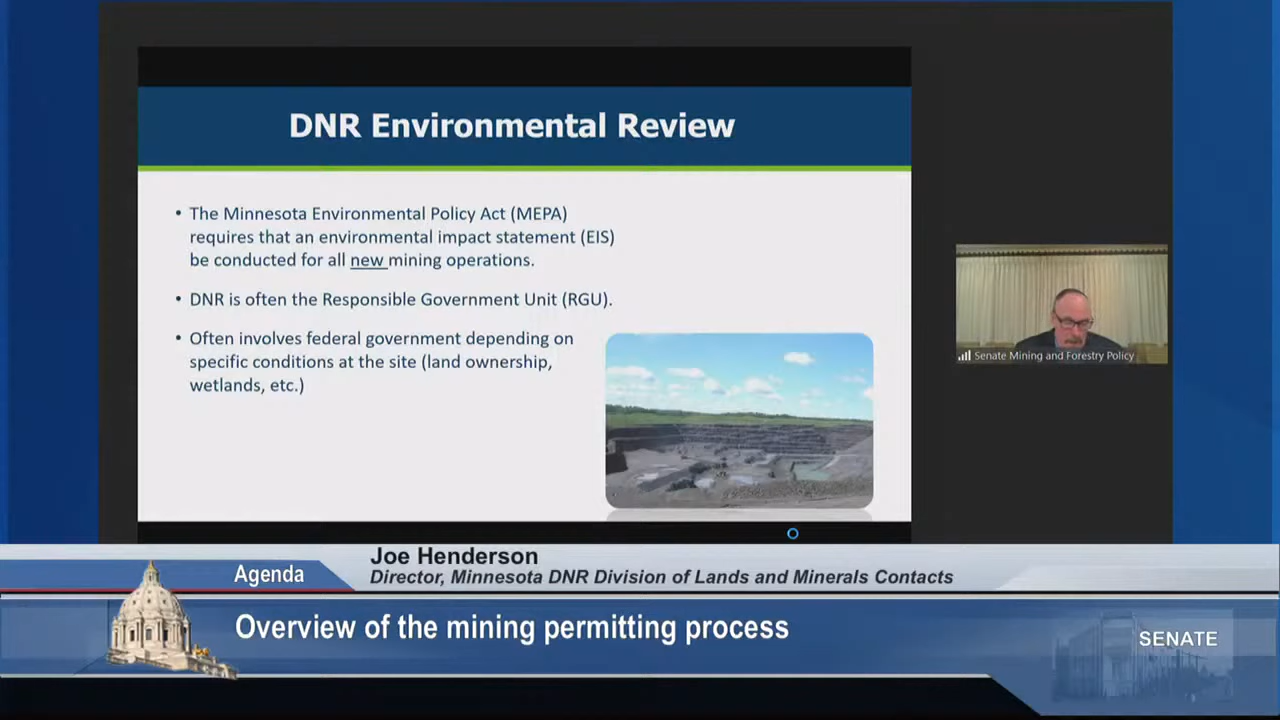 DNR Environmental Review
• The Minnesota Environmental Policy Act (MEPA)
requires that an environmental impact statement (EIS)
be conducted for all new mining operations.
• DNR is often the Responsible Government Unit (RGU).
• Often involves federal government depending on
specific conditions at the site (land ownership,
wetlands, etc.)
Senate Mining and Forestry Policy
Joe Henderson
Director, Minnesota DNR Division of Lands and Minerals Contacts
Agenda
Overview of the mining permitting process
SENATE